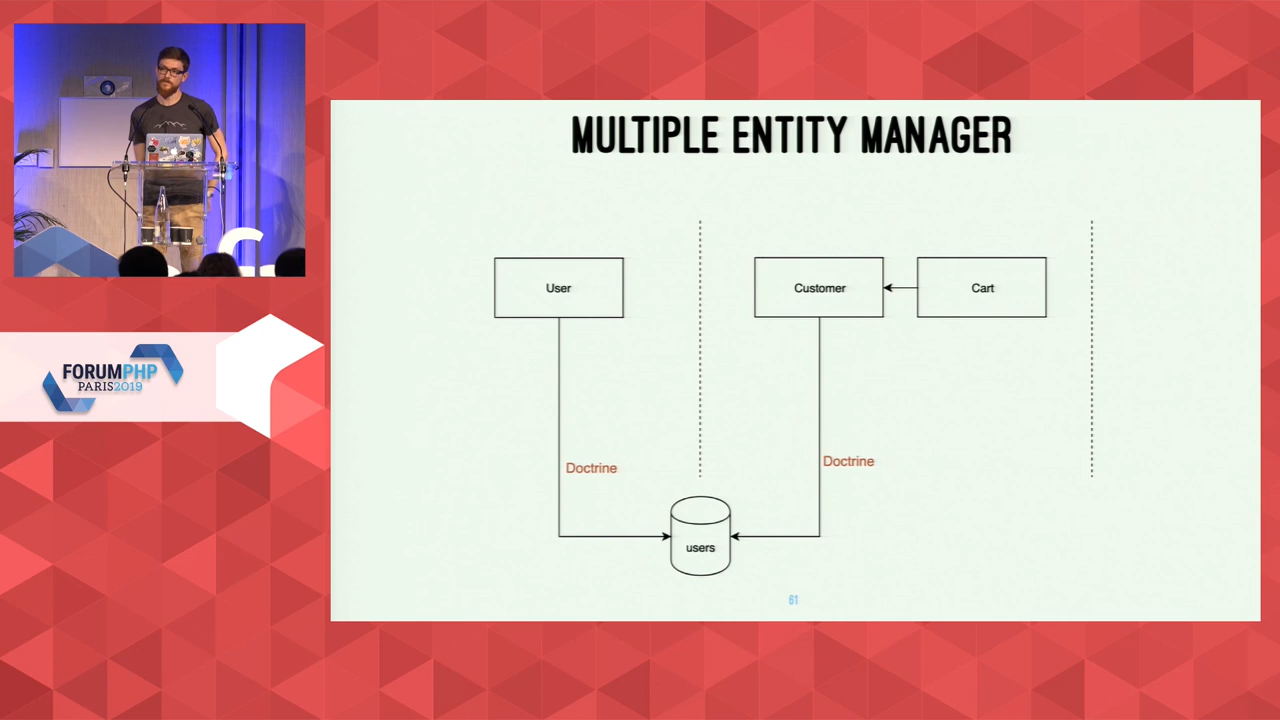 MULTIPLE ENTITY MANAGER
User
Customer
Cart
Doctrine
Doctrine
users
61
FORUMPHP
PARIS2019